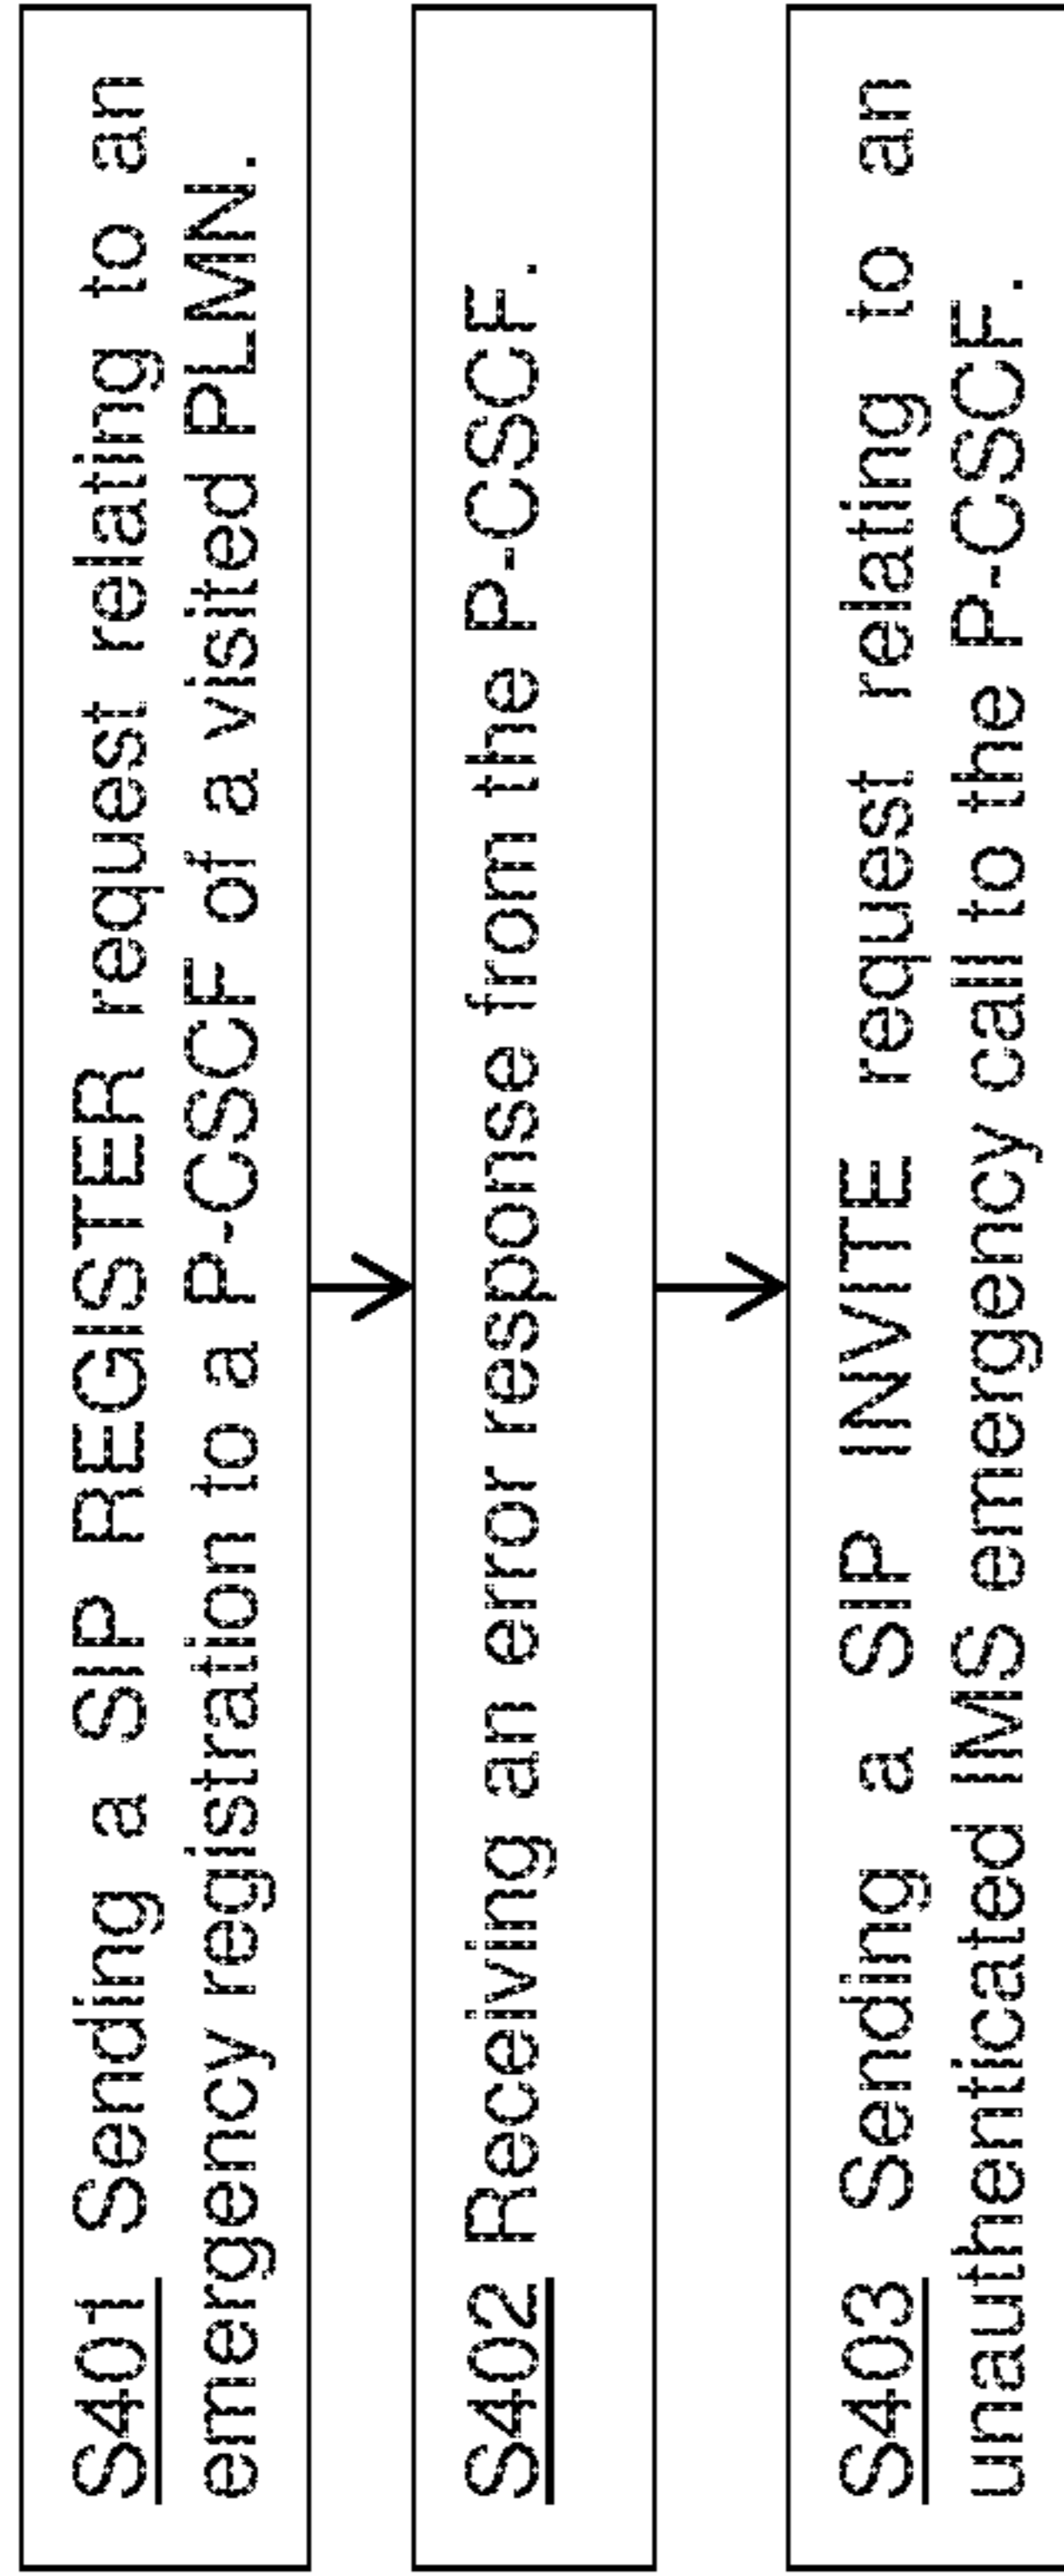 S401 Sending a SIP REGISTER request relating to an
emergency registration to a P-CSCF of a visited PLMN.
S402 Receiving an error response from the P-CSCF.
S403 Sending a SIP INVITE request relating to an
unauthenticated IMS emergency call to the P-CSCF.